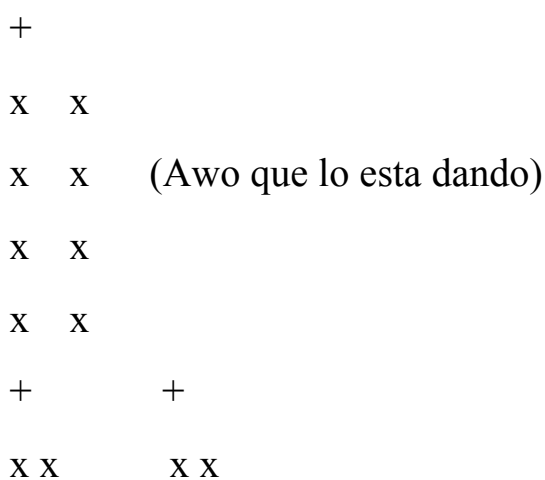 +
x x
x x (Awo que lo esta dando)
x x
x x
+ +
x x x x